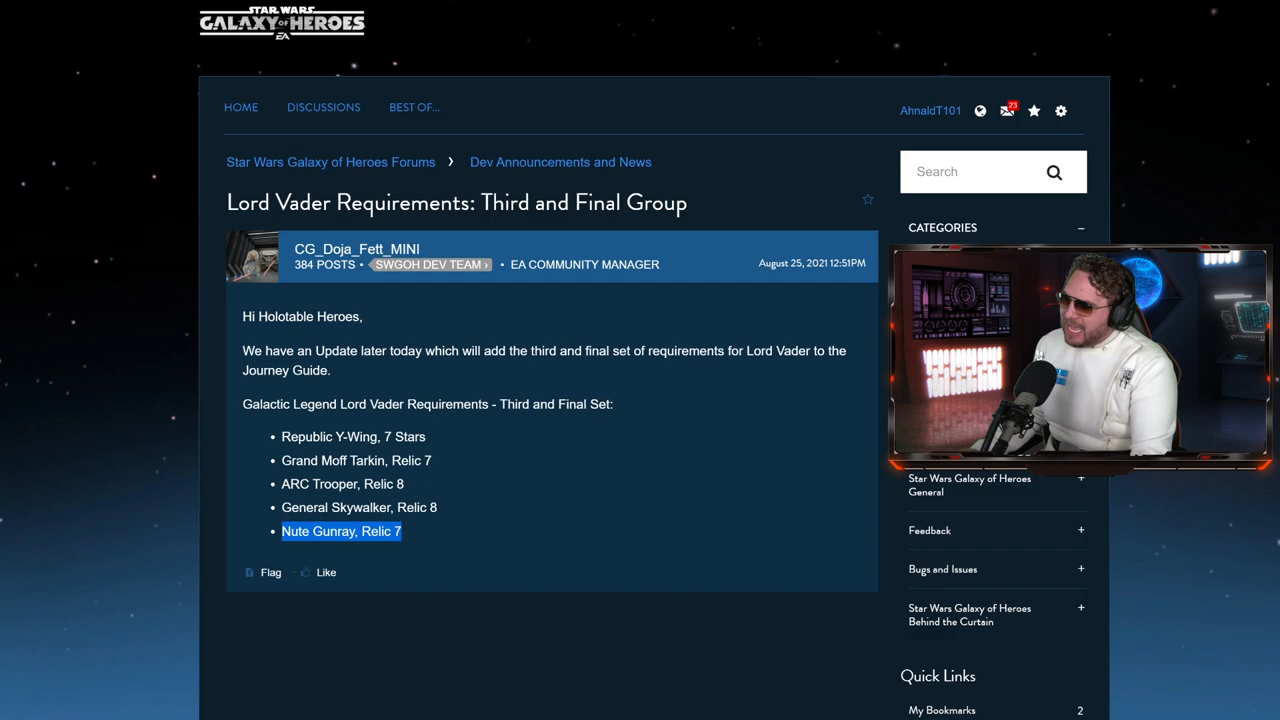 STAR WARS
GALAXY OF HEROES
EA
HOME DISCUSSIONS BEST OF...
AhnaldT101 23
Star Wars Galaxy of Heroes Forums › Dev Announcements and News
Search
Lord Vader Requirements: Third and Final Group
CATEGORIES −
CG_Doja_Fett_MINI
384 POSTS • SWGOH DEV TEAM › • EA COMMUNITY MANAGER
August 25, 2021 12:51PM
Hi Holotable Heroes,
We have an Update later today which will add the third and final set of requirements for Lord Vader to the
Journey Guide.
Galactic Legend Lord Vader Requirements - Third and Final Set:
• Republic Y-Wing, 7 Stars
• Grand Moff Tarkin, Relic 7
• ARC Trooper, Relic 8
• General Skywalker, Relic 8
• Nute Gunray, Relic 7
Flag · Like
Star Wars Galaxy of Heroes +
General
Feedback +
Bugs and Issues +
Star Wars Galaxy of Heroes +
Behind the Curtain
Quick Links
My Bookmarks 2